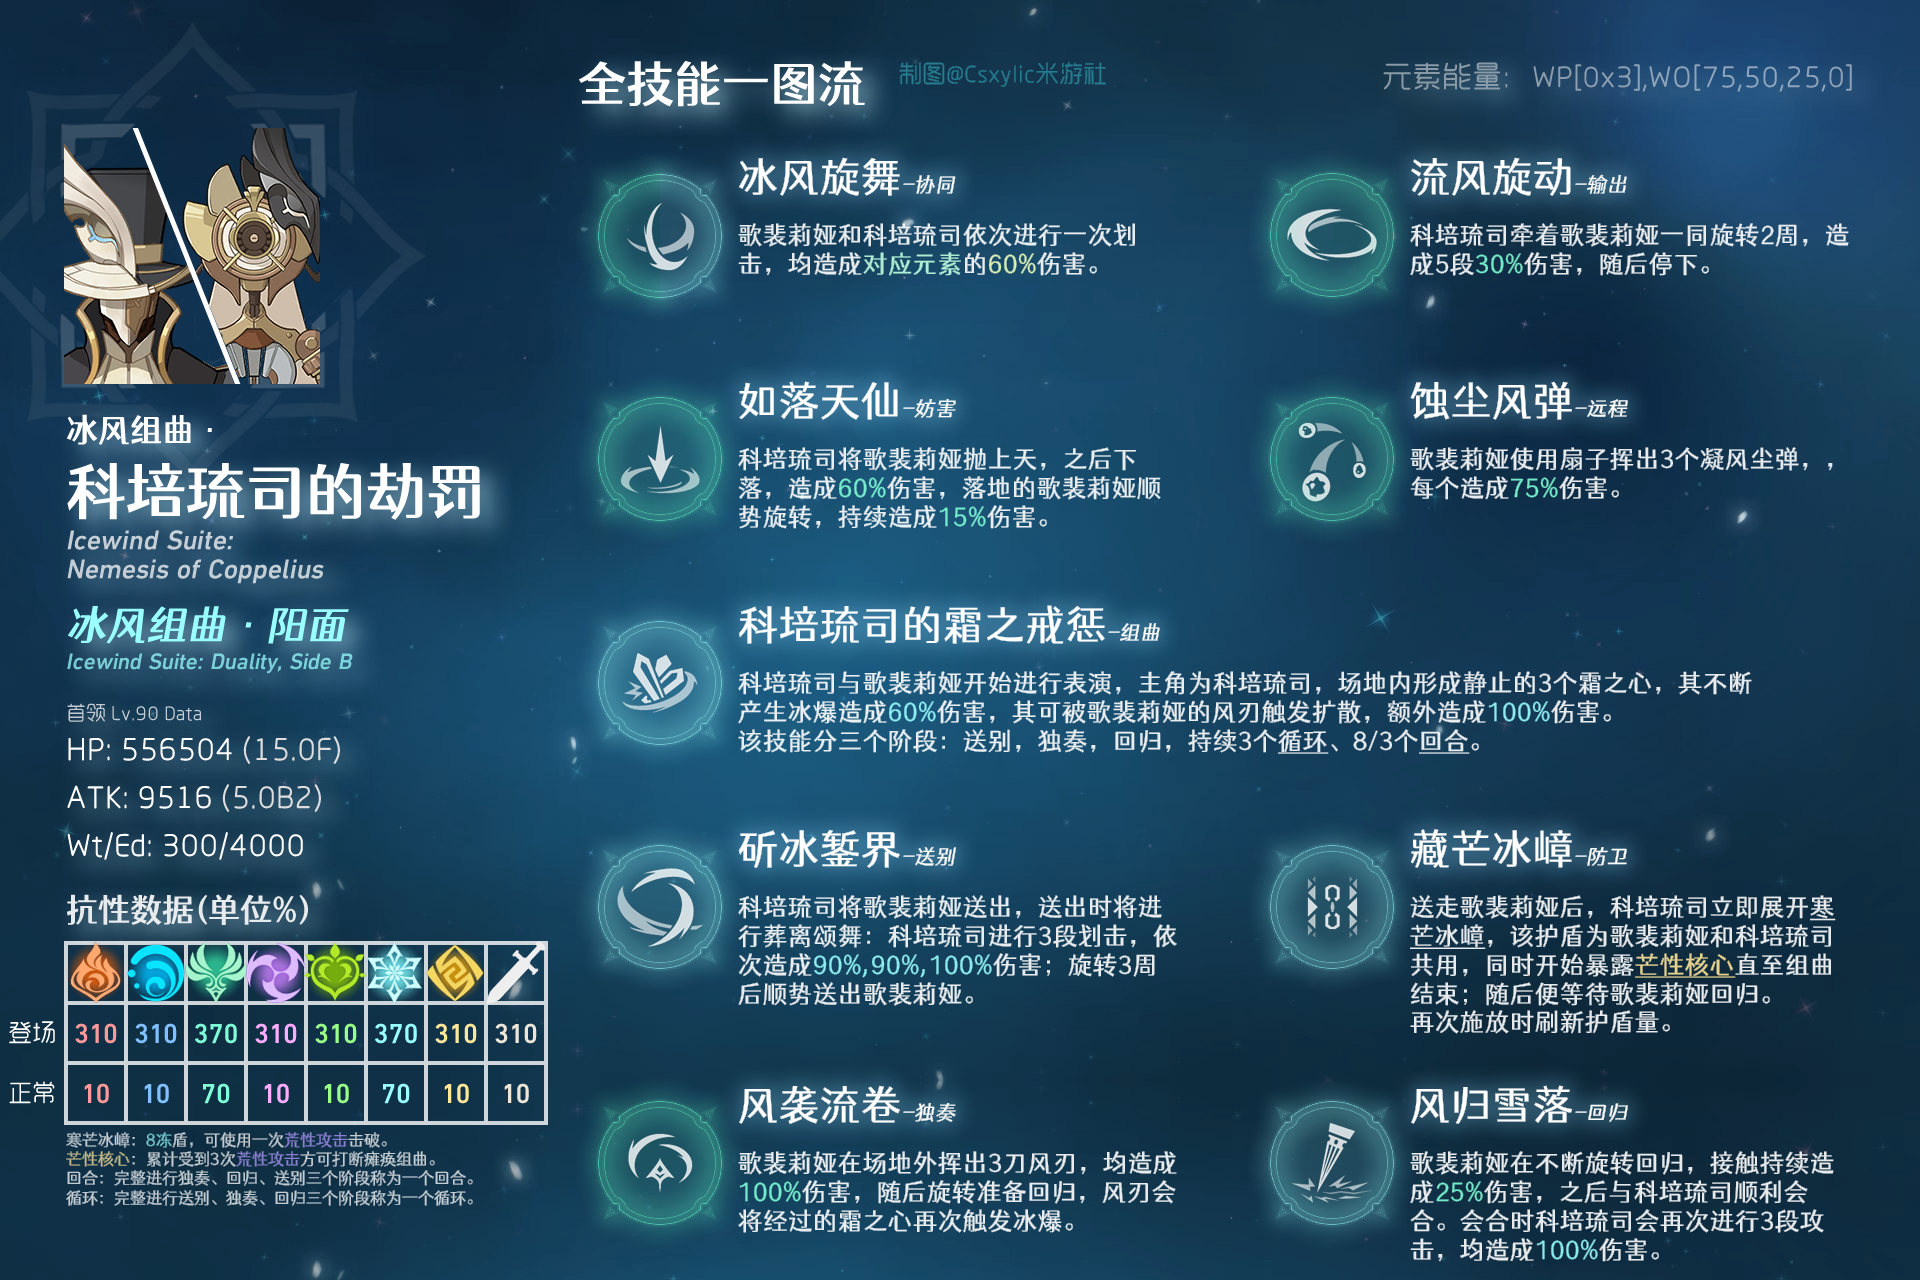 全技能一图流
制图@Csxylic米游社
元素能量: WP[0x3],WO[75,50,25,0]
冰风组曲·
科培琉司的劫罚
Icewind Suite:
Nemesis of Coppelius
冰风组曲·阳面
Icewind Suite: Duality, Side B
首领 Lv.90 Data
HP: 556504 (15.0F)
ATK: 9516 (5.0B2)
Wt/Ed: 300/4000
抗性数据(单位%)
登场 310 310 370 310 310 370 310 310
正常 10 10 70 10 10 70 10 10
寒芒冰嶂：8冻盾，可使用一次荒性攻击击破。
芒性核心：累计受到3次荒性攻击方可打断瘫痪组曲。
回合：完整进行独奏、回归、送别三个阶段称为一个回合。
循环：完整进行送别、独奏、回归三个阶段称为一个循环。
冰风旋舞-协同
歌裴莉娅和科培琉司依次进行一次划
击，均造成对应元素的60%伤害。
流风旋动-输出
科培琉司牵着歌裴莉娅一同旋转2周，造
成5段30%伤害，随后停下。
如落天仙-妨害
科培琉司将歌裴莉娅抛上天，之后下
落，造成60%伤害，落地的歌裴莉娅顺
势旋转，持续造成15%伤害。
蚀尘风弹-远程
歌裴莉娅使用扇子挥出3个凝风尘弹，，
每个造成75%伤害。
科培琉司的霜之戒惩-组曲
科培琉司与歌裴莉娅开始进行表演，主角为科培琉司，场地内形成静止的3个霜之心，其不断
产生冰爆造成60%伤害，其可被歌裴莉娅的风刃触发扩散，额外造成100%伤害。
该技能分三个阶段：送别，独奏，回归，持续3个循环、8/3个回合。
斫冰錾界-送别
科培琉司将歌裴莉娅送出，送出时将进
行葬离颂舞：科培琉司进行3段划击，依
次造成90%,90%,100%伤害；旋转3周
后顺势送出歌裴莉娅。
藏芒冰嶂-防卫
送走歌裴莉娅后，科培琉司立即展开寒
芒冰嶂，该护盾为歌裴莉娅和科培琉司
共用，同时开始暴露芒性核心直至组曲
结束；随后便等待歌裴莉娅回归。
再次施放时刷新护盾量。
风袭流卷-独奏
歌裴莉娅在场地外挥出3刀风刃，均造成
100%伤害，随后旋转准备回归，风刃会
将经过的霜之心再次触发冰爆。
风归雪落-回归
歌裴莉娅在不断旋转回归，接触持续造
成25%伤害，之后与科培琉司顺利会
合。会合时科培琉司会再次进行3段攻
击，均造成100%伤害。